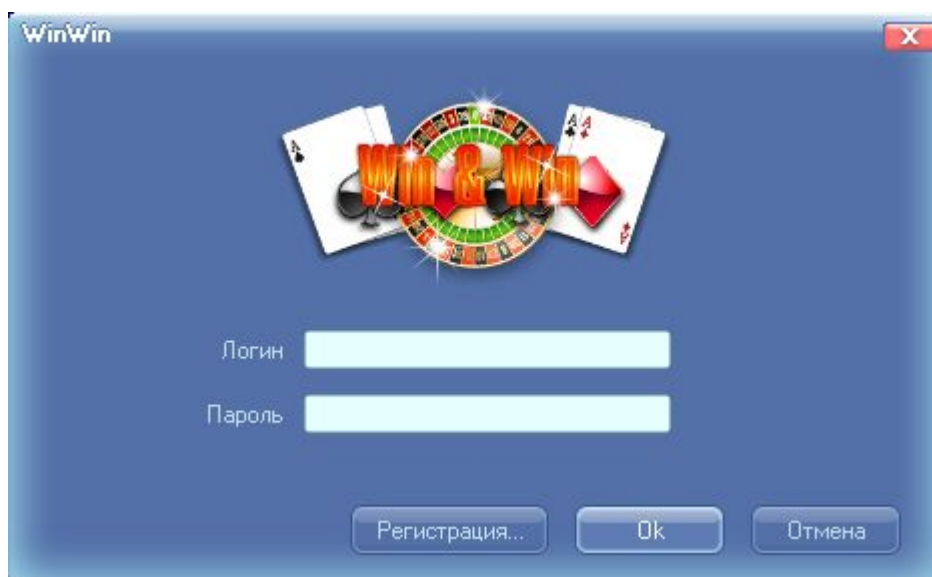 WinWin
X
Win & Win
Логин
Пароль
Регистрация...
Ok
Отмена